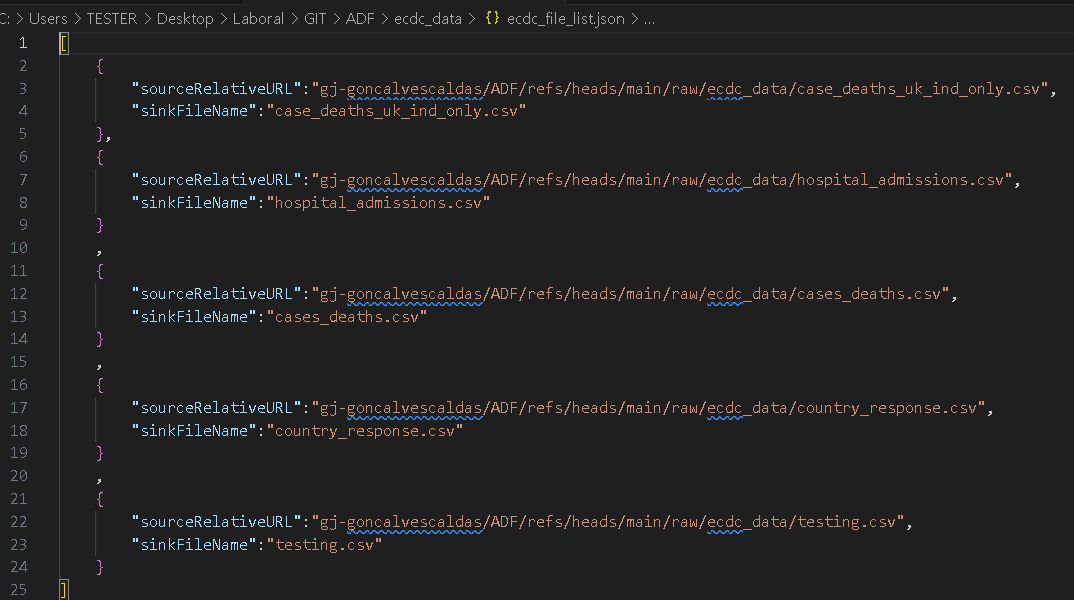 C: > Users > TESTER > Desktop > Laboral > GIT > ADF > ecdc_data > {} ecdc_file_list.json > ...
1 [
2 {
3 "sourceRelativeURL":"gj-goncalvescaldas/ADF/refs/heads/main/raw/ecdc_data/case_deaths_uk_ind_only.csv",
4 "sinkFileName":"case_deaths_uk_ind_only.csv"
5 },
6 {
7 "sourceRelativeURL":"gj-goncalvescaldas/ADF/refs/heads/main/raw/ecdc_data/hospital_admissions.csv",
8 "sinkFileName":"hospital_admissions.csv"
9 }
10 ,
11 {
12 "sourceRelativeURL":"gj-goncalvescaldas/ADF/refs/heads/main/raw/ecdc_data/cases_deaths.csv",
13 "sinkFileName":"cases_deaths.csv"
14 }
15 ,
16 {
17 "sourceRelativeURL":"gj-goncalvescaldas/ADF/refs/heads/main/raw/ecdc_data/country_response.csv",
18 "sinkFileName":"country_response.csv"
19 }
20 ,
21 {
22 "sourceRelativeURL":"gj-goncalvescaldas/ADF/refs/heads/main/raw/ecdc_data/testing.csv",
23 "sinkFileName":"testing.csv"
24 }
25 ]